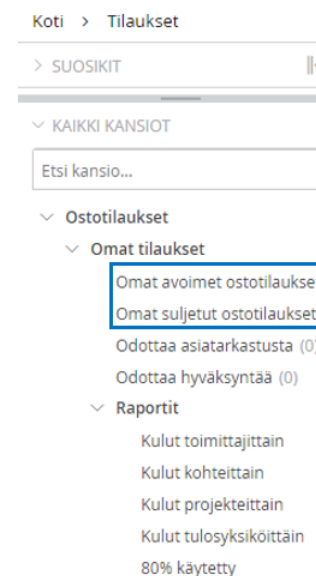 Koti > Tilaukset
SUOSIKIT
KAIKKI KANSIOT
Etsi kansio...
Ostotilaukset
Omat tilaukset
Omat avoimet ostotilaukset
Omat suljetut ostotilaukset
Odottaa asiatarkastusta (0)
Odottaa hyväksyntää (0)
Raportit
Kulut toimittajittain
Kulut kohteittain
Kulut projekteittain
Kulut tulosyksiköittäin
80% käytetty